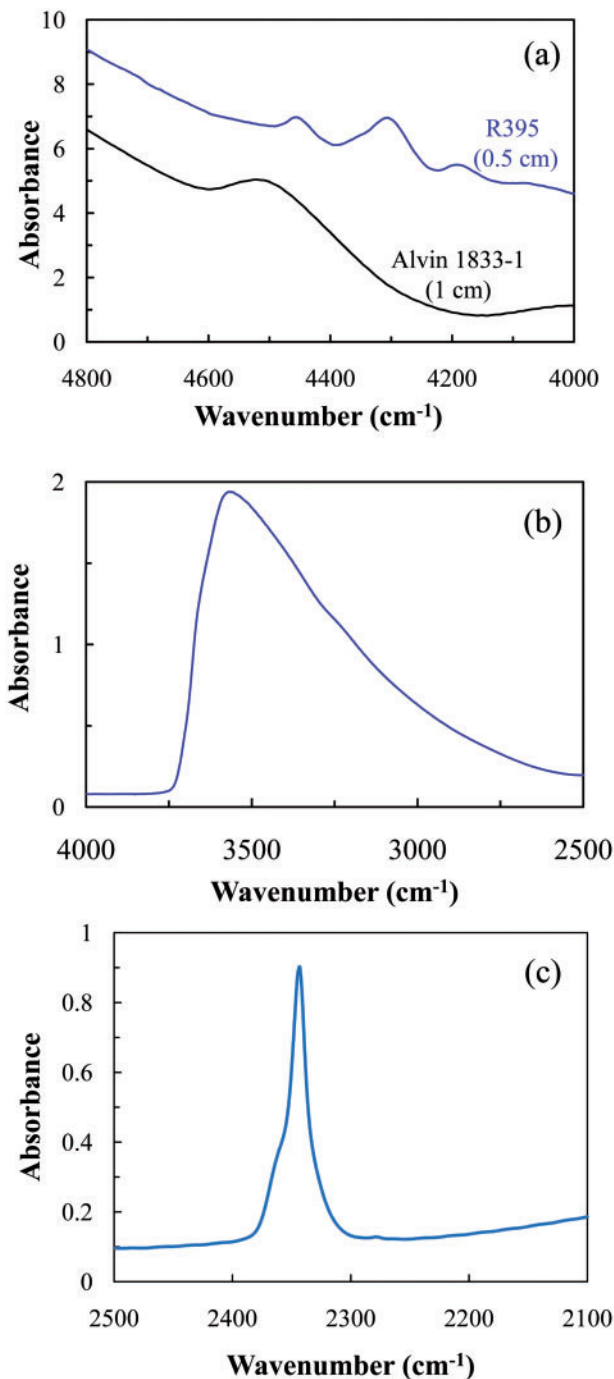 (a)
10
8
6
4
2
0
Absorbance
R395
(0.5 cm)
Alvin 1833-1
(1 cm)
4800 4600 4400 4200 4000
Wavenumber (cm-1)
(b)
2
1
0
Absorbance
4000 3500 3000 2500
Wavenumber (cm-1)
(c)
1
0.8
0.6
0.4
0.2
0
Absorbance
2500 2400 2300 2200 2100
Wavenumber (cm-1)